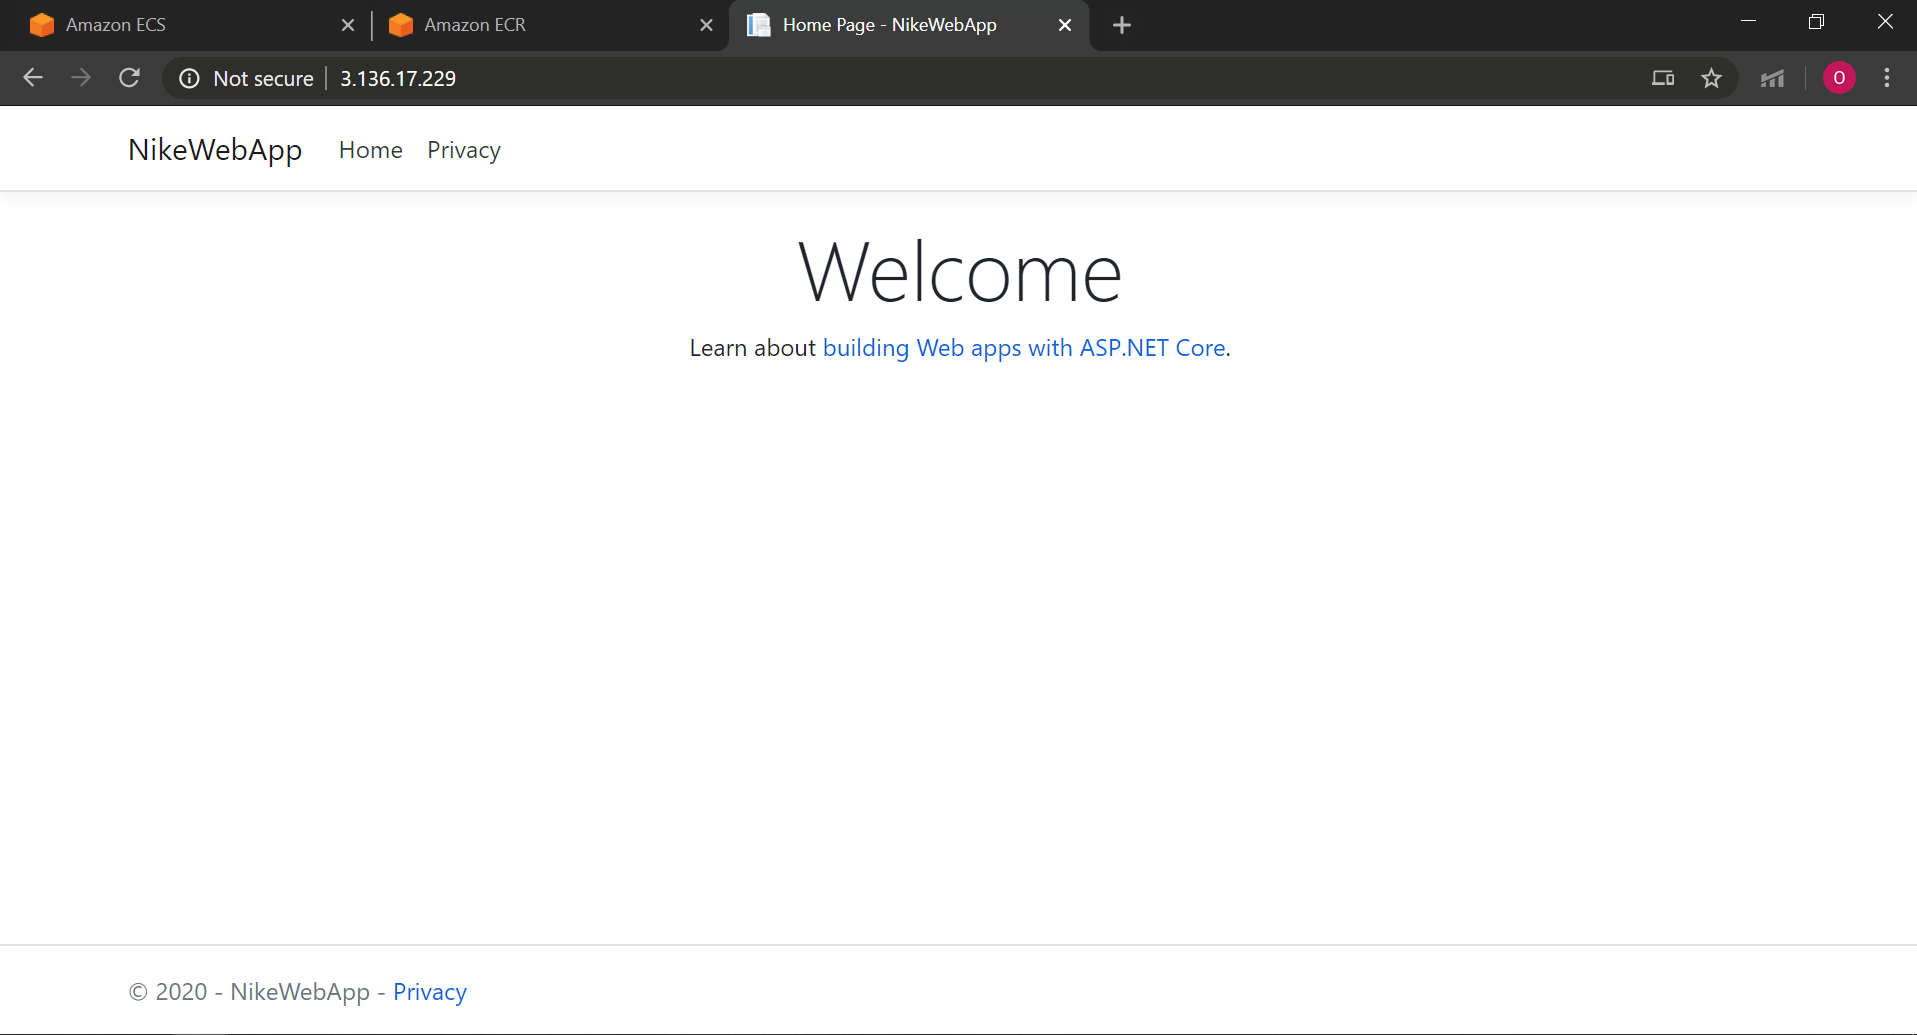 Amazon ECS
Amazon ECR
Home Page - NikeWebApp
Not secure
3.136.17.229
O
NikeWebApp Home Privacy
Welcome
Learn about building Web apps with ASP.NET Core.
© 2020 - NikeWebApp - Privacy